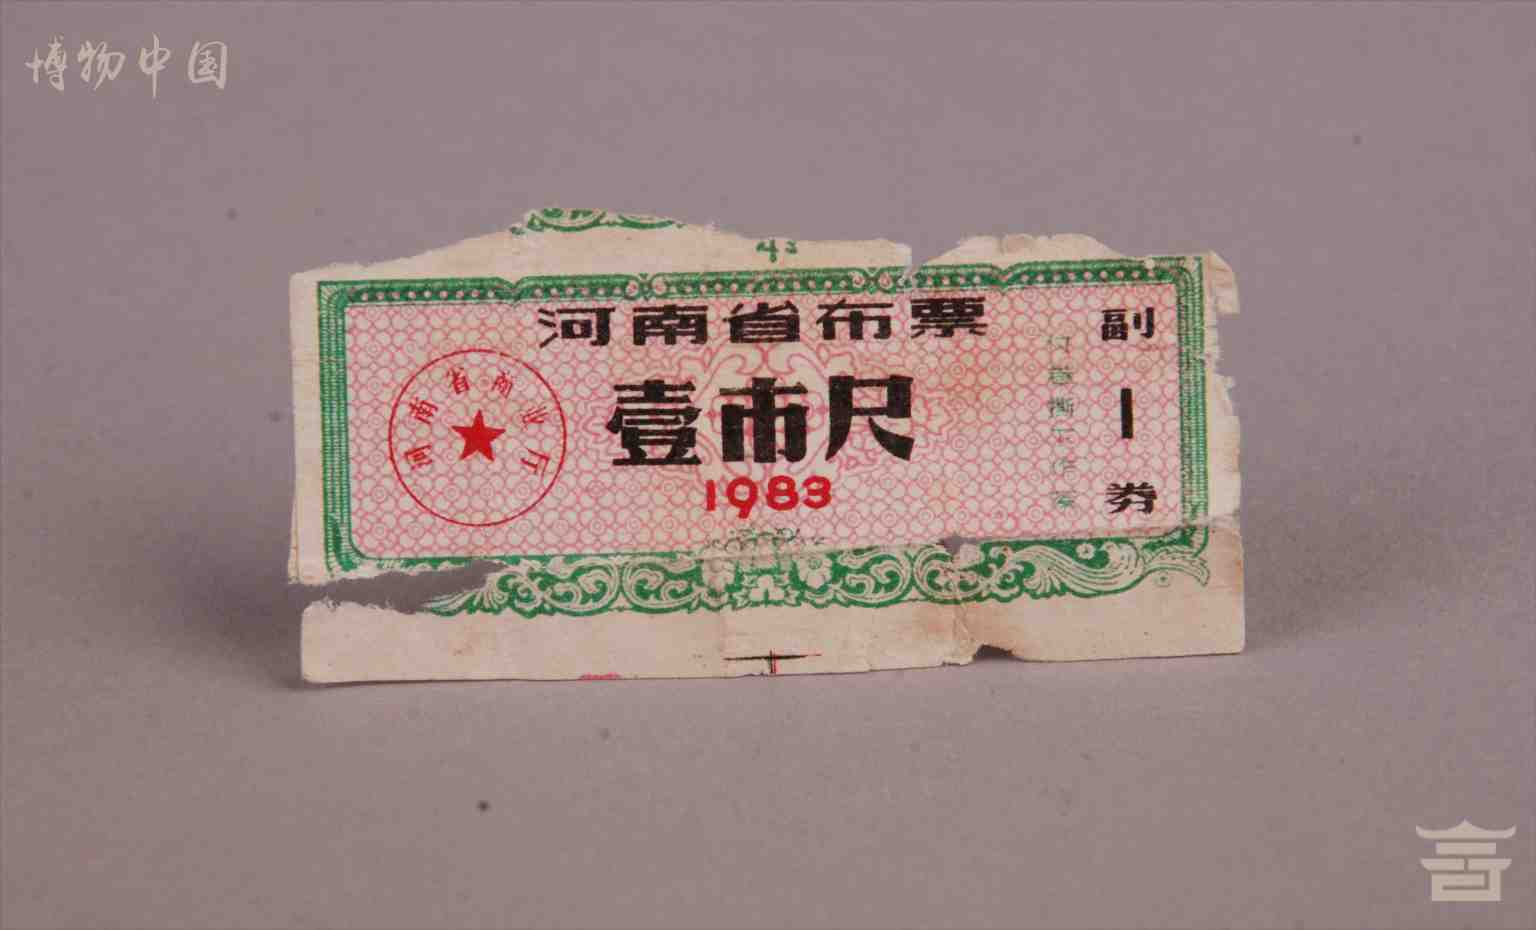 博物中国
河南省布票
壹市尺
1983
河南省商业厅
副1券